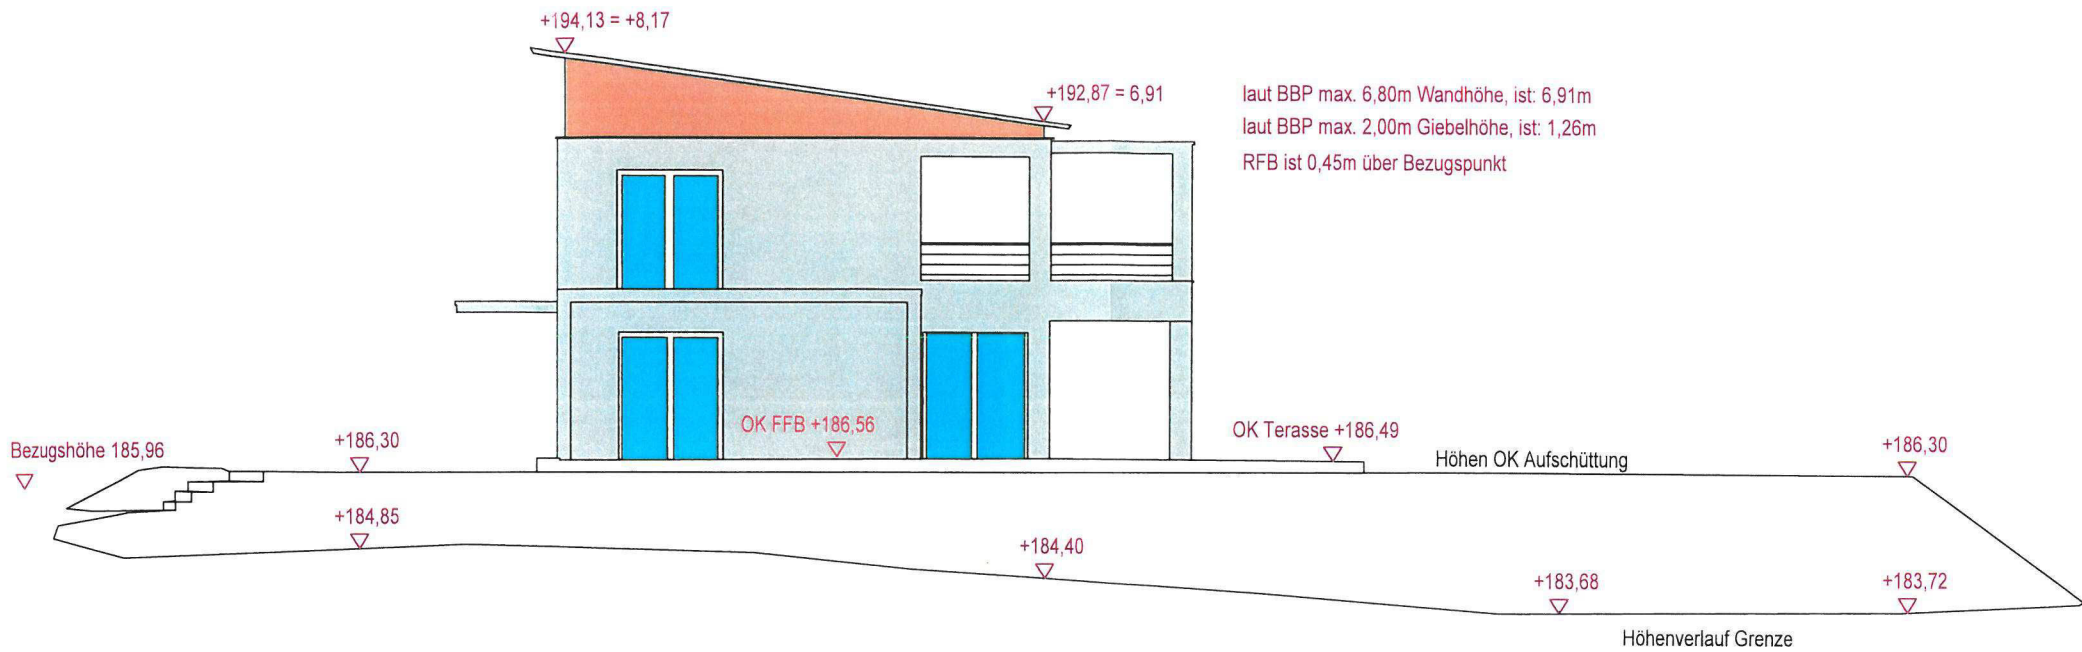 +194,13 = +8,17
+192,87 = 6,91
laut BBP max. 6,80m Wandhöhe, ist: 6,91m
laut BBP max. 2,00m Giebelhöhe, ist: 1,26m
RFB ist 0,45m über Bezugspunkt
Bezugshöhe 185,96
+186,30
OK FFB +186,56
OK Terasse +186,49
Höhen OK Aufschüttung
+186,30
+184,85
+184,40
+183,68
+183,72
Höhenverlauf Grenze